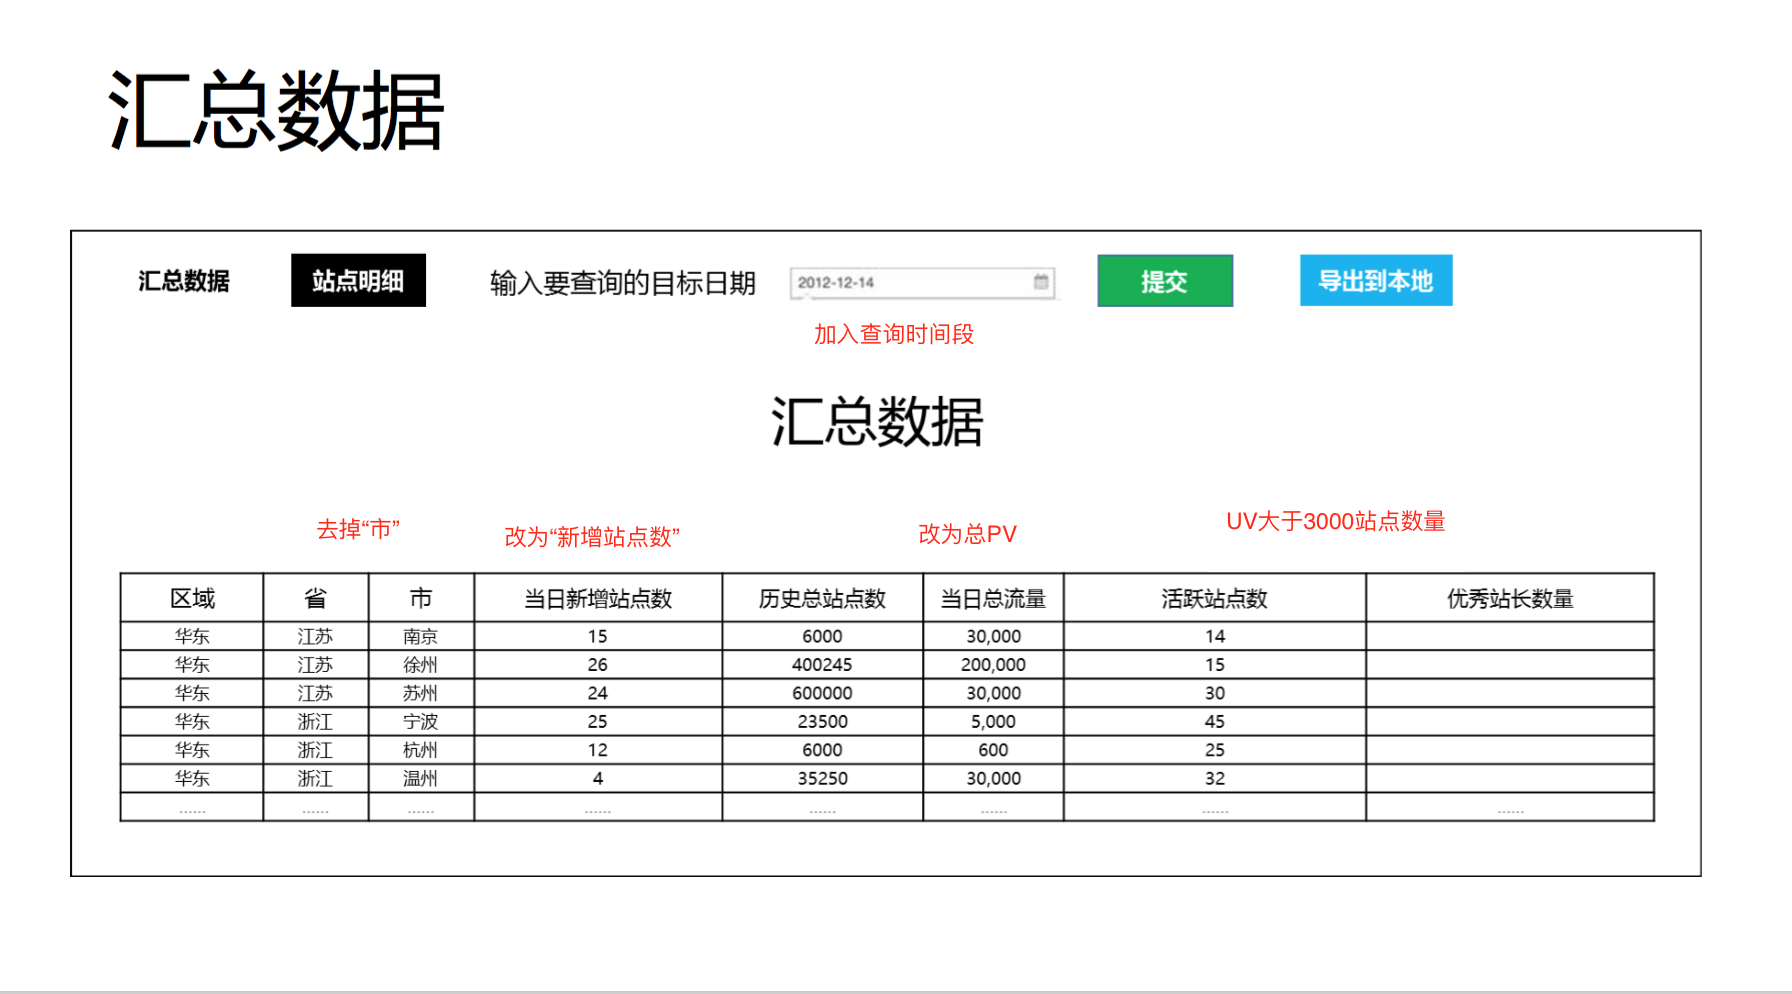 汇总数据
汇总数据 站点明细 输入要查询的目标日期 2012-12-14 提交 导出到本地
加入查询时间段
汇总数据
去掉“市” 改为“新增站点数” 改为总PV UV大于3000站点数量
区域 省 市 当日新增站点数 历史总站点数 当日总流量 活跃站点数 优秀站长数量
华东 江苏 南京 15 6000 30,000 14
华东 江苏 徐州 26 400245 200,000 15
华东 江苏 苏州 24 600000 30,000 30
华东 浙江 宁波 25 23500 5,000 45
华东 浙江 杭州 12 6000 600 25
华东 浙江 温州 4 35250 30,000 32
...... ...... ...... ...... ...... ...... ...... ......